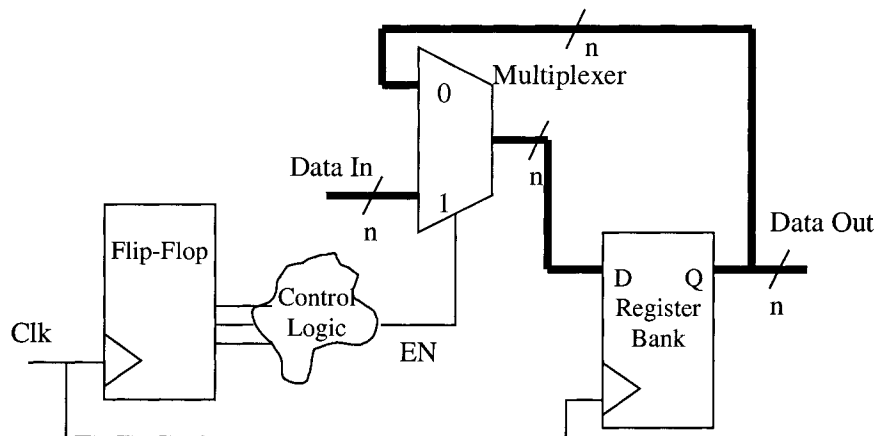 n
Multiplexer
0
n
Data In
1
n
Flip-Flop
Data Out
D Q
n
Control
Logic
Register
Bank
Clk
EN